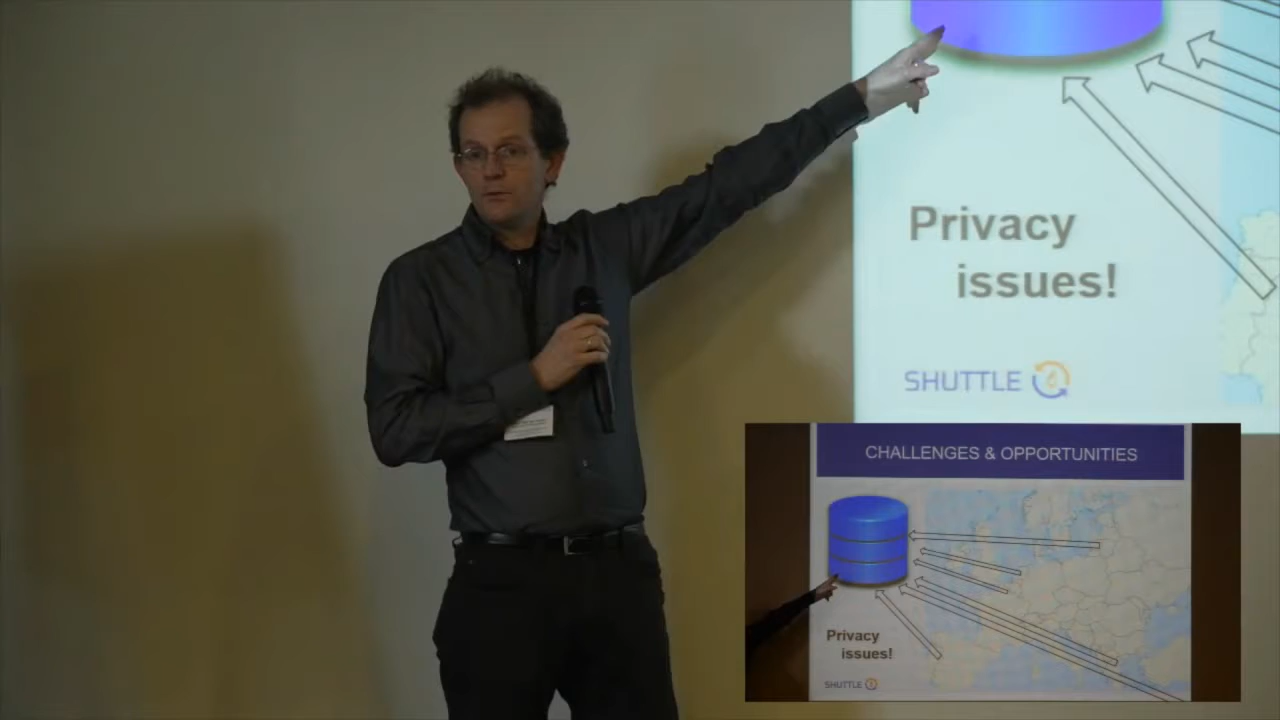 Privacy
issues!
SHUTTLE
CHALLENGES & OPPORTUNITIES
Privacy
issues!
SHUTTLE